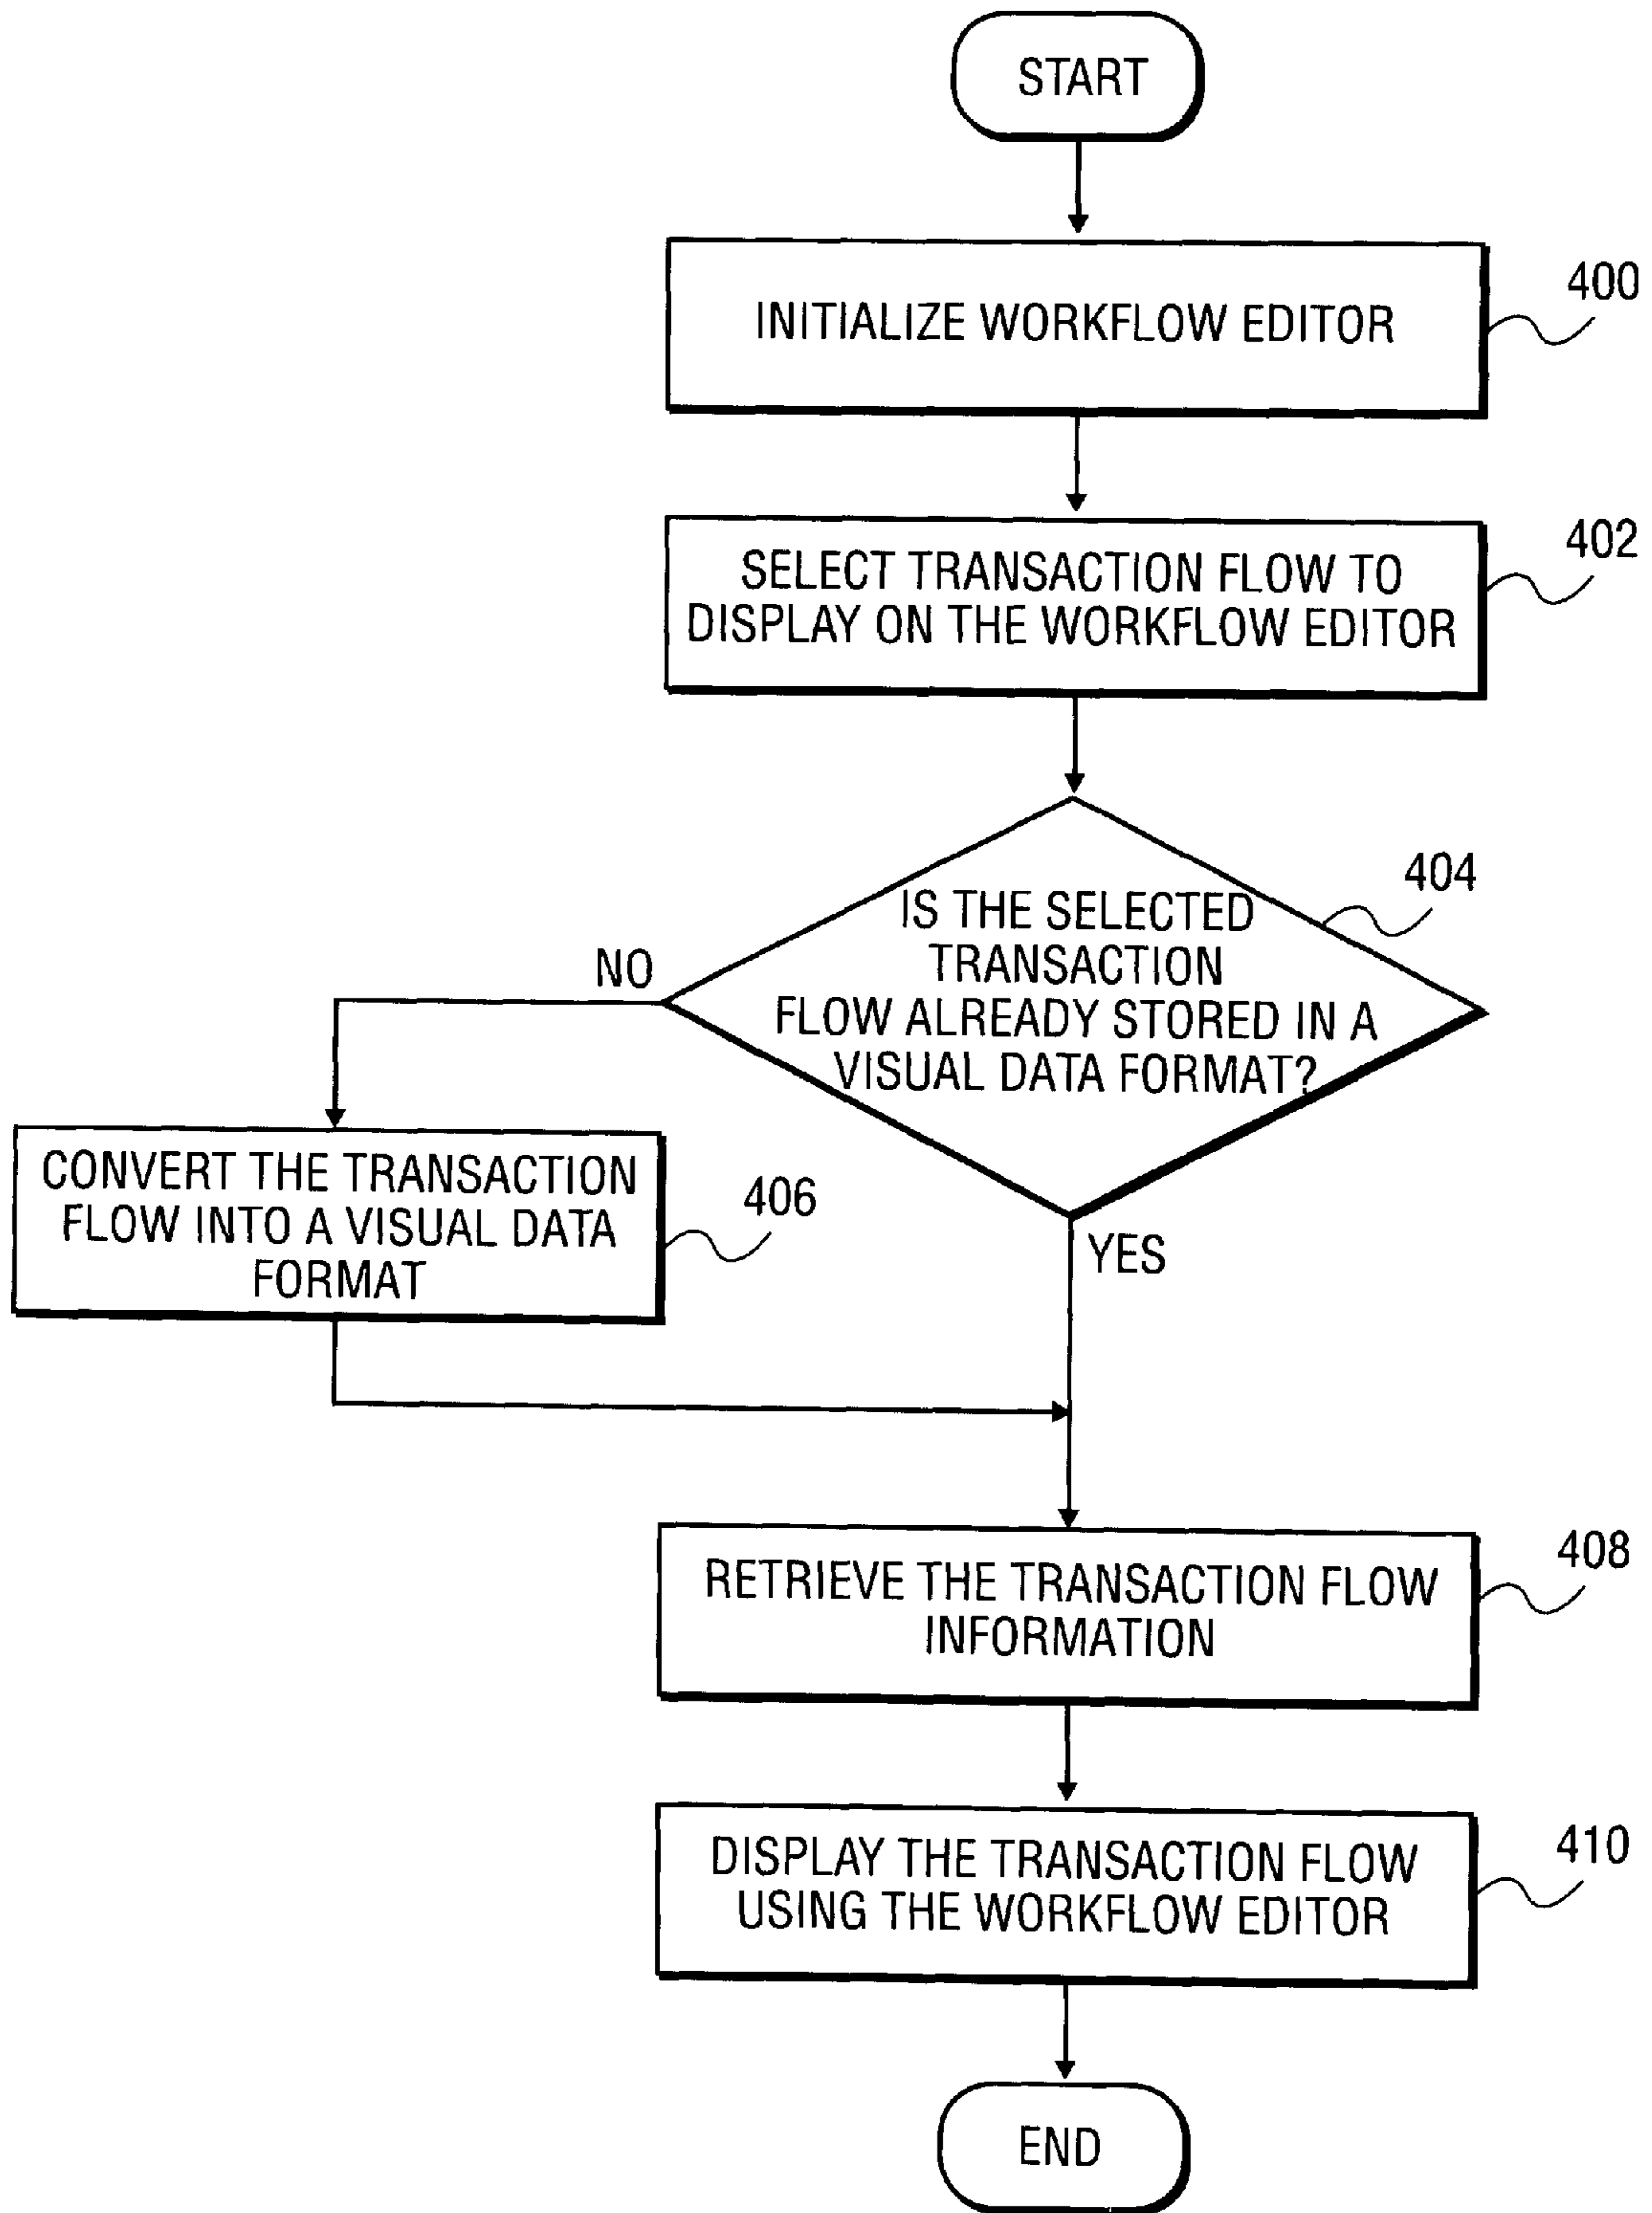 START
INITIALIZE WORKFLOW EDITOR
400
SELECT TRANSACTION FLOW TO
DISPLAY ON THE WORKFLOW EDITOR
402
IS THE SELECTED
TRANSACTION
FLOW ALREADY STORED IN A
VISUAL DATA FORMAT?
404
NO
CONVERT THE TRANSACTION
FLOW INTO A VISUAL DATA
FORMAT
406
YES
RETRIEVE THE TRANSACTION FLOW
INFORMATION
408
DISPLAY THE TRANSACTION FLOW
USING THE WORKFLOW EDITOR
410
END